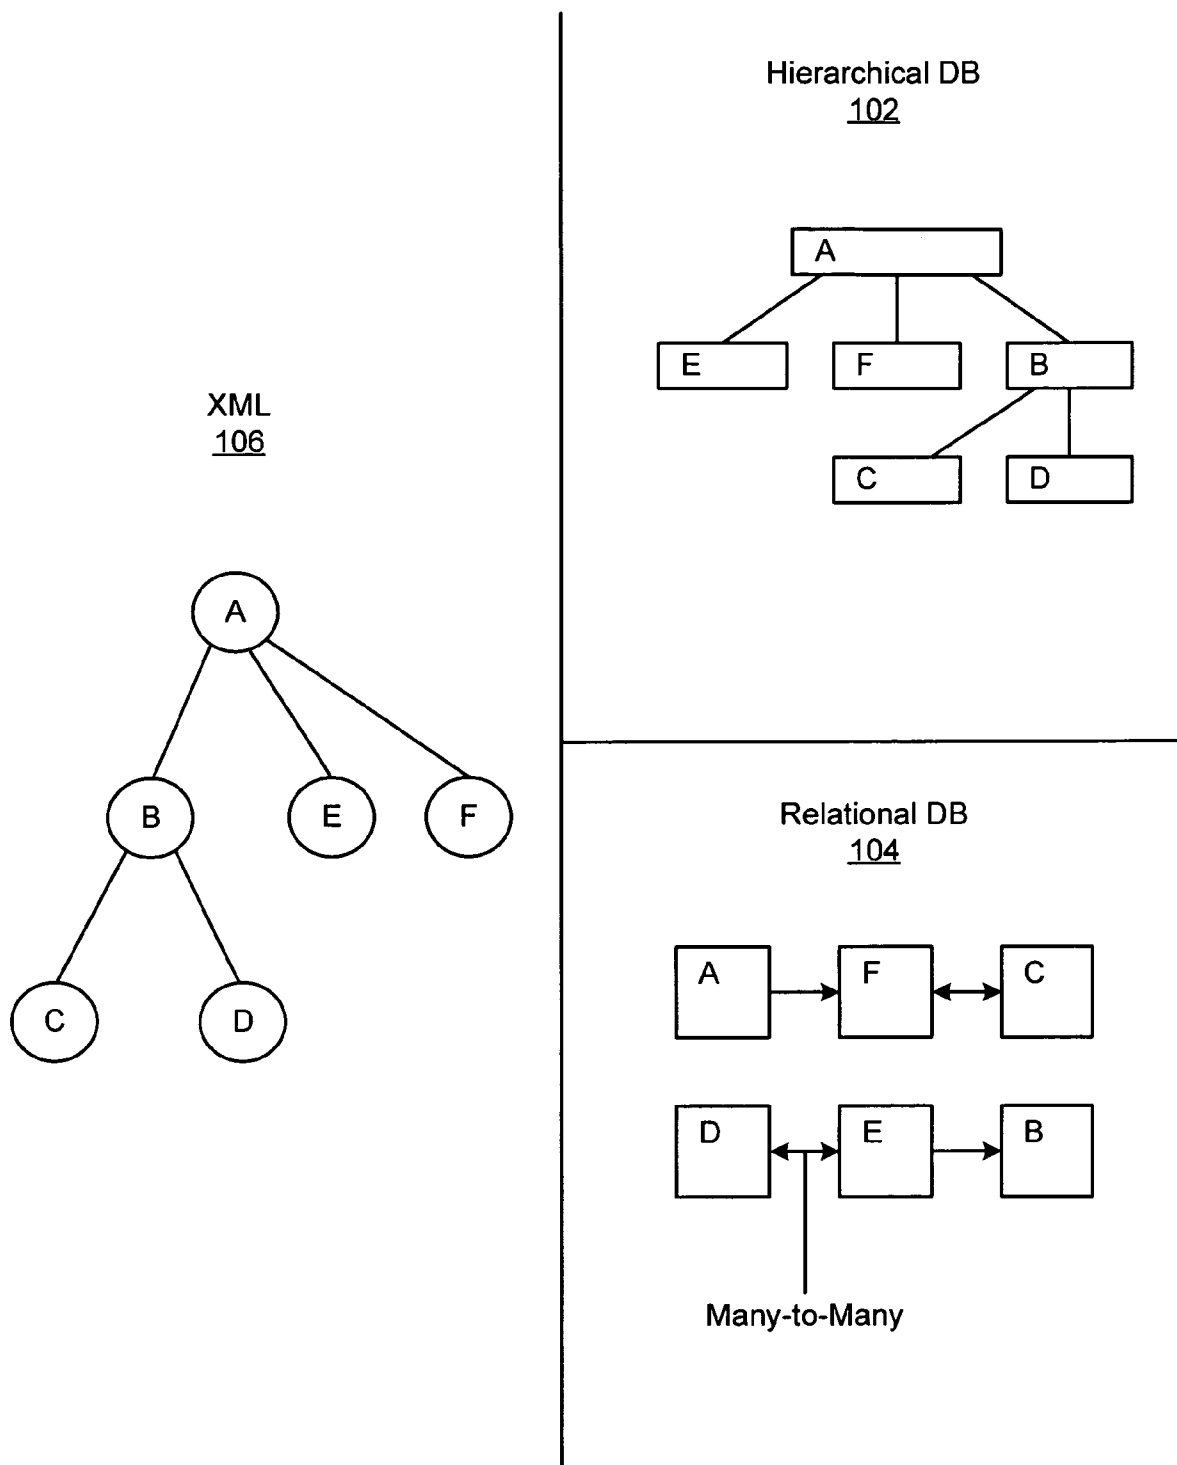 XML
106
A
B
E
F
C
D
Hierarchical DB
102
A
E
F
B
C
D
Relational DB
104
A
F
C
D
E
B
Many-to-Many